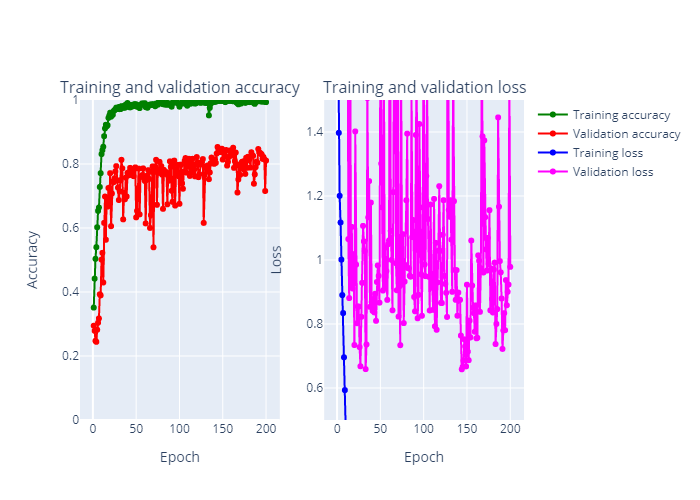 Training and validation accuracy
Training and validation loss
1
0.8
0.6
0.4
0.2
0
Accuracy
0 50 100 150 200
Epoch
1.4
1.2
1
0.8
0.6
Loss
0 50 100 150 200
Epoch
Training accuracy
Validation accuracy
Training loss
Validation loss